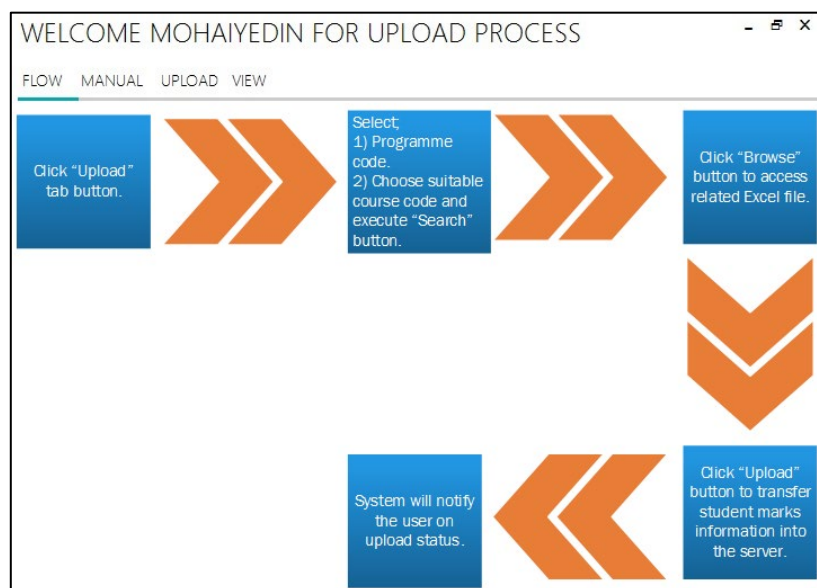 WELCOME MOHAIYEDIN FOR UPLOAD PROCESS
FLOW MANUAL UPLOAD VIEW
Click “Upload”
tab button.
Select;
1) Programme
code.
2) Choose suitable
course code and
execute “Search”
button.
Click “Browse”
button to access
related Excel file.
Click “Upload”
button to transfer
student marks
information into
the server.
System will notify
the user on
upload status.